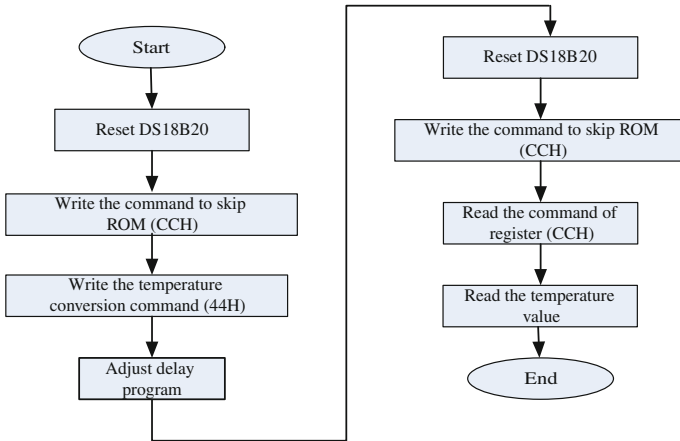 Start
Reset DS18B20
Write the command to skip
ROM (CCH)
Write the temperature
conversion command (44H)
Adjust delay
program
Reset DS18B20
Write the command to skip ROM
(CCH)
Read the command of
register (CCH)
Read the temperature
value
End